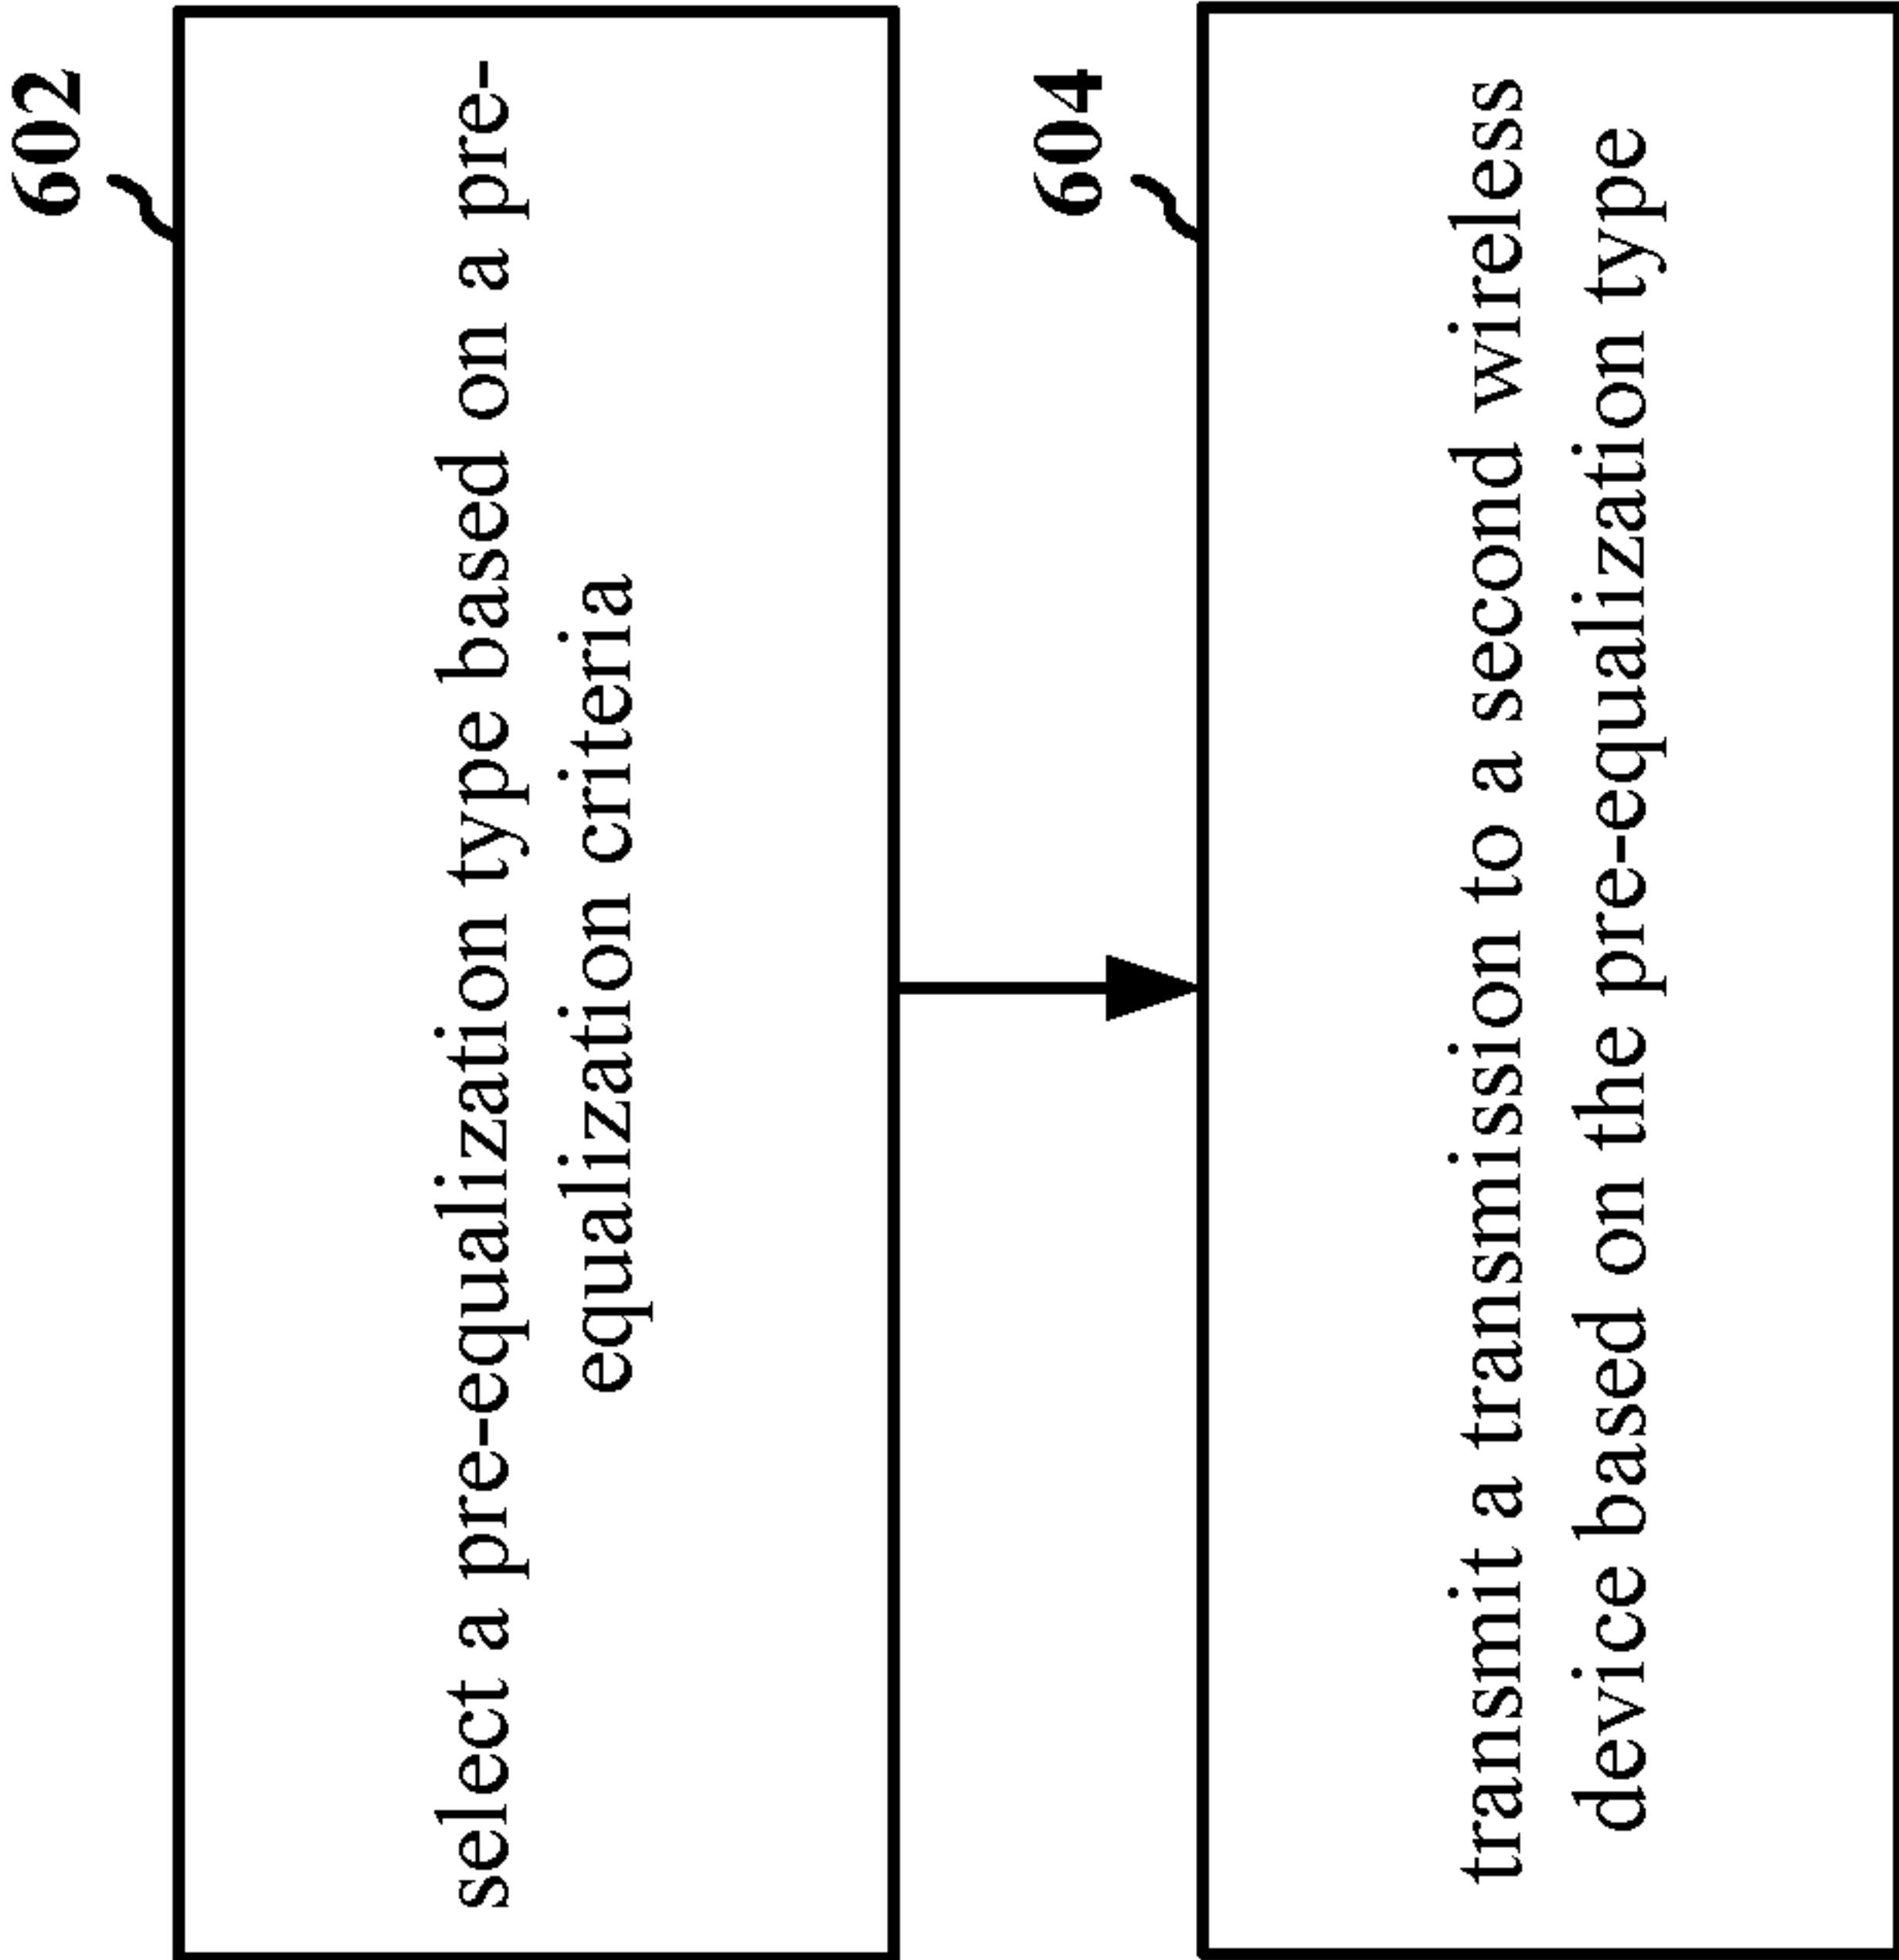 602
select a pre-equalization type based on a pre-
equalization criteria
604
transmit a transmission to a second wireless
device based on the pre-equalization type